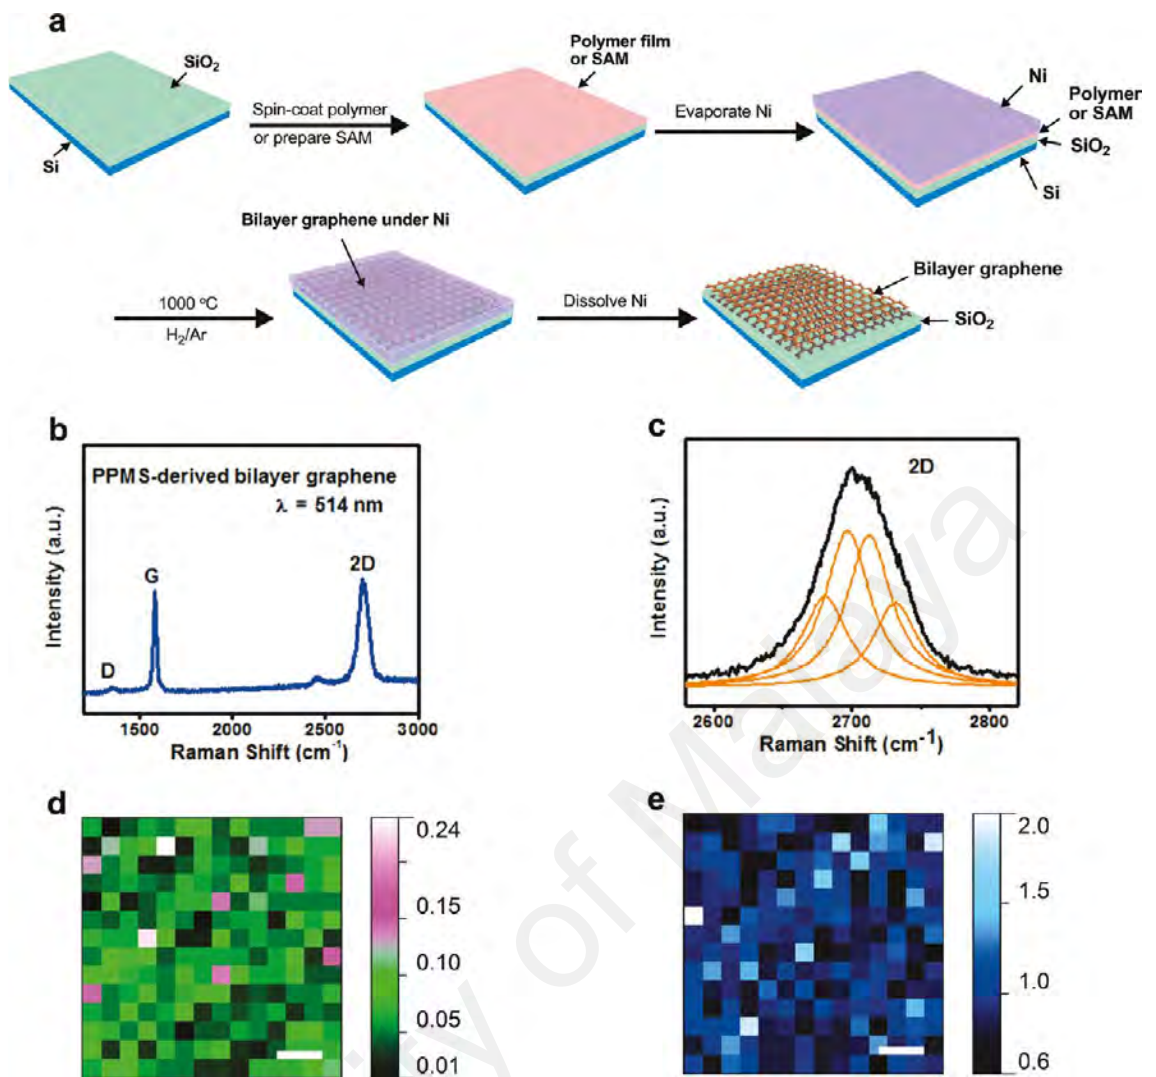 a
SiO₂
Si
Spin-coat polymer
or prepare SAM
Polymer film
or SAM
Evaporate Ni
Ni
Polymer
or SAM
SiO₂
Si
1000 °C
H₂/Ar
Bilayer graphene under Ni
Dissolve Ni
Bilayer graphene
SiO₂
b
PPMS-derived bilayer graphene
λ = 514 nm
D
G
2D
Intensity (a.u.)
1500 2000 2500 3000
Raman Shift (cm⁻¹)
c
2D
Intensity (a.u.)
2600 2700 2800
Raman Shift (cm⁻¹)
d
0.24
0.15
0.10
0.05
0.01
e
2.0
1.5
1.0
0.6
of Malaya